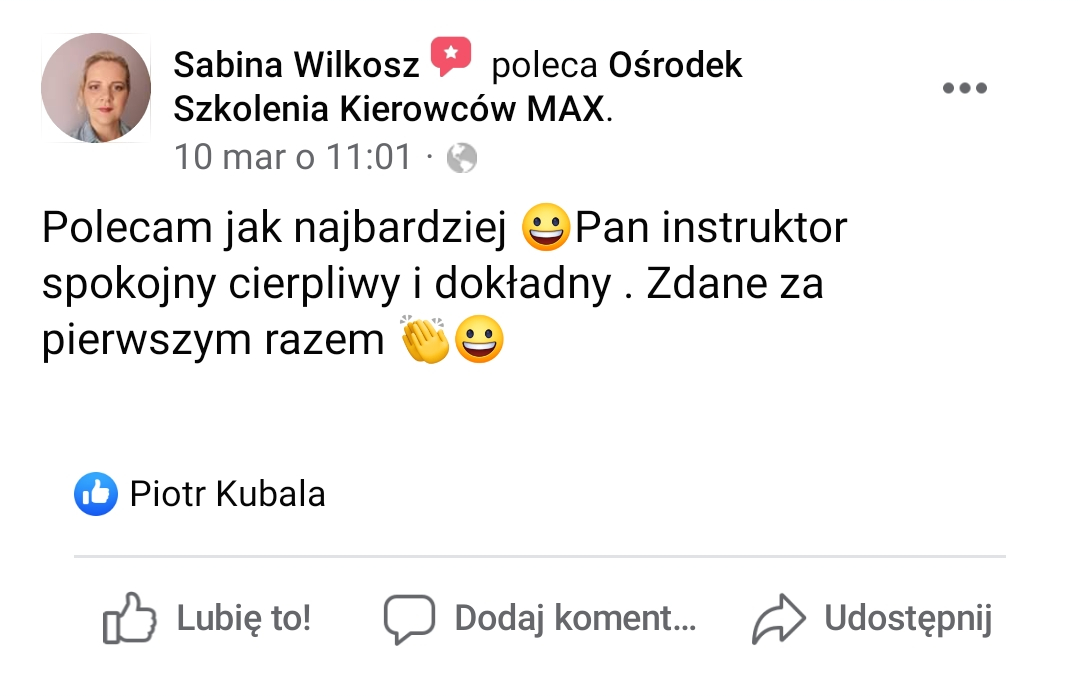 Sabina Wilkosz poleca Ośrodek
Szkolenia Kierowców MAX.
10 mar o 11:01 ·
Polecam jak najbardziej 😀Pan instruktor
spokojny cierpliwy i dokładny . Zdane za
pierwszym razem 👏😀
Piotr Kubala
Lubię to! Dodaj koment... Udostępnij